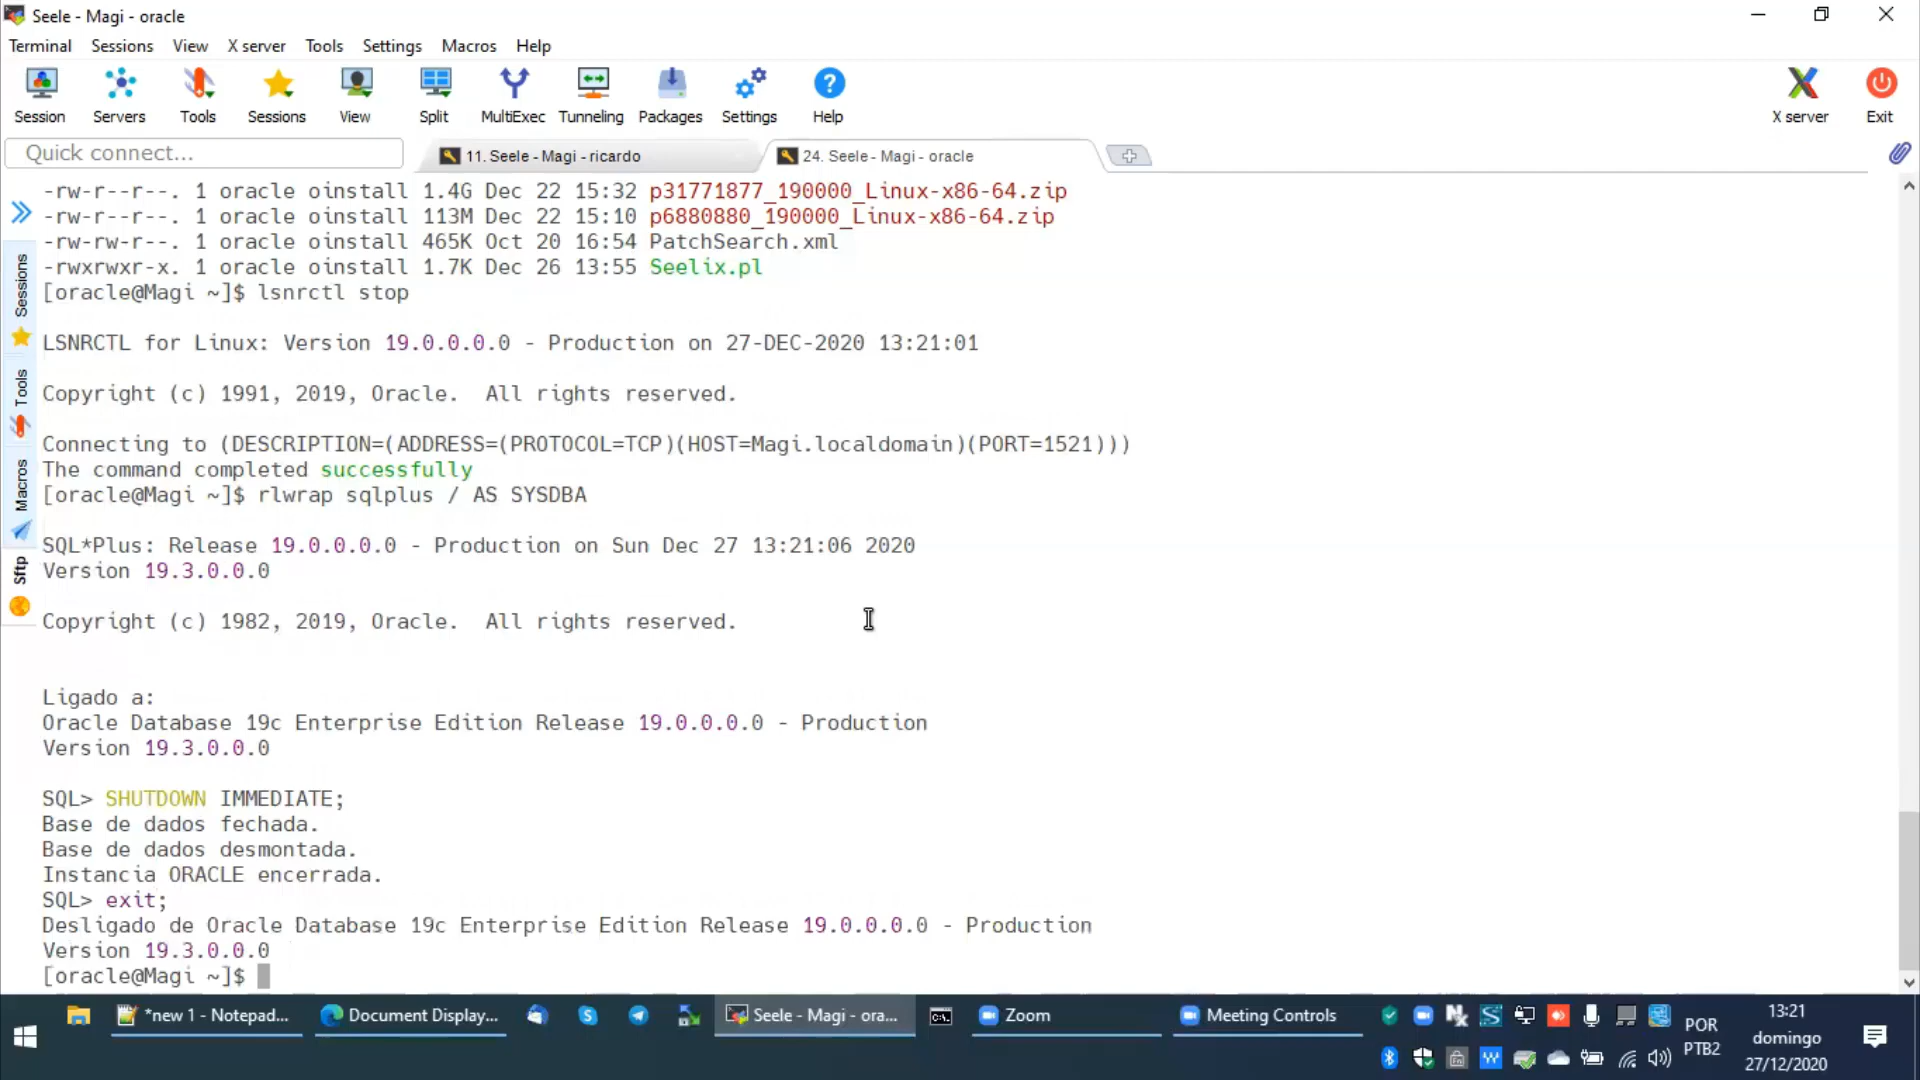 Seele - Magi - oracle
Terminal Sessions View X server Tools Settings Macros Help
Session Servers Tools Sessions View Split MultiExec Tunneling Packages Settings Help X server Exit
Quick connect...
11. Seele - Magi - ricardo
24. Seele - Magi - oracle
Sessions
Tools
Macros
Sftp
-rw-r--r--. 1 oracle oinstall 1.4G Dec 22 15:32 p31771877_190000_Linux-x86-64.zip
-rw-r--r--. 1 oracle oinstall 113M Dec 22 15:10 p6880880_190000_Linux-x86-64.zip
-rw-rw-r--. 1 oracle oinstall 465K Oct 20 16:54 PatchSearch.xml
-rwxrwxr-x. 1 oracle oinstall 1.7K Dec 26 13:55 Seelix.pl
[oracle@Magi ~]$ lsnrctl stop
LSNRCTL for Linux: Version 19.0.0.0.0 - Production on 27-DEC-2020 13:21:01
Copyright (c) 1991, 2019, Oracle.  All rights reserved.
Connecting to (DESCRIPTION=(ADDRESS=(PROTOCOL=TCP)(HOST=Magi.localdomain)(PORT=1521)))
The command completed successfully
[oracle@Magi ~]$ rlwrap sqlplus / AS SYSDBA
SQL*Plus: Release 19.0.0.0.0 - Production on Sun Dec 27 13:21:06 2020
Version 19.3.0.0.0
Copyright (c) 1982, 2019, Oracle.  All rights reserved.
Ligado a:
Oracle Database 19c Enterprise Edition Release 19.0.0.0.0 - Production
Version 19.3.0.0.0
SQL> SHUTDOWN IMMEDIATE;
Base de dados fechada.
Base de dados desmontada.
Instancia ORACLE encerrada.
SQL> exit;
Desligado de Oracle Database 19c Enterprise Edition Release 19.0.0.0.0 - Production
Version 19.3.0.0.0
[oracle@Magi ~]$
*new 1 - Notepad...
Document Display...
Seele - Magi - ora...
Zoom
Meeting Controls
POR
PTB2
13:21
domingo
27/12/2020